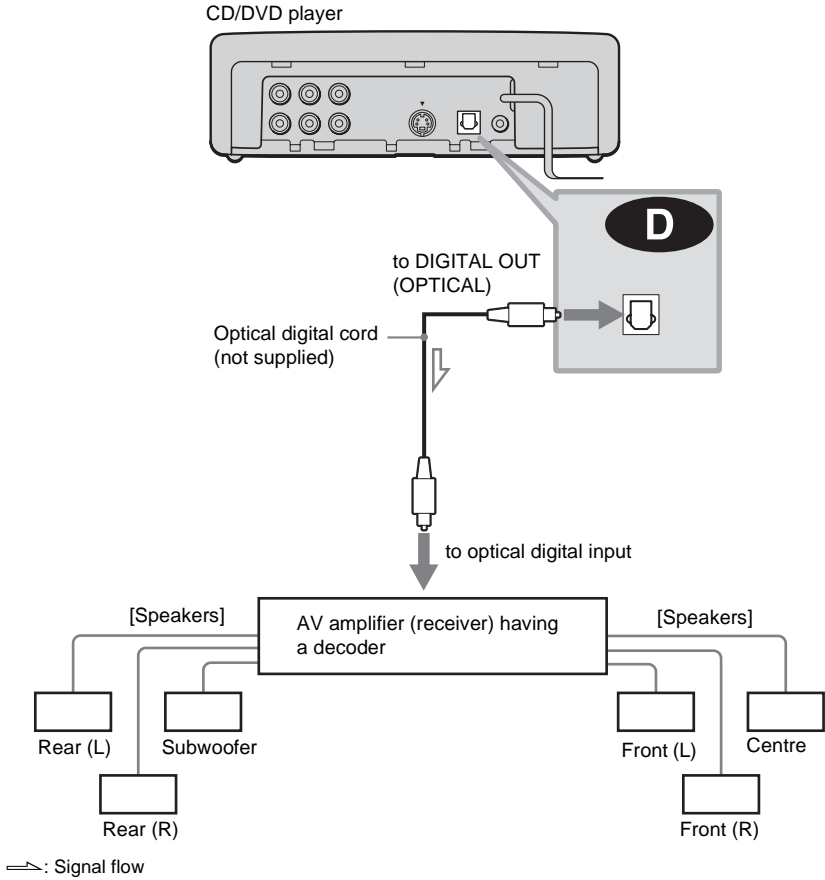 CD/DVD player
D
to DIGITAL OUT
(OPTICAL)
Optical digital cord
(not supplied)
to optical digital input
[Speakers]
AV amplifier (receiver) having
a decoder
[Speakers]
Rear (L)
Subwoofer
Front (L)
Centre
Rear (R)
Front (R)
: Signal flow